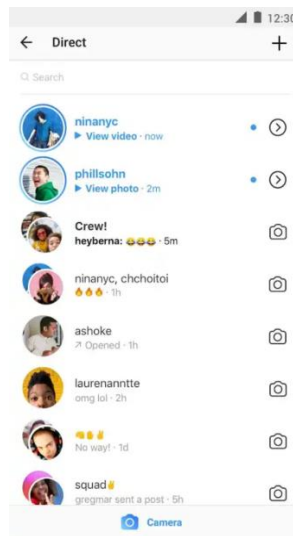 12:30
Direct
Search
ninanyc
View video · now
phillsohn
View photo · 2m
Crew!
heyberna: 😂😂😂 · 5m
ninanyc, chchoitoi
🔥🔥🔥 · 1h
ashoke
Opened · 1h
laurenanntte
omg lol · 2h
No way! · 1d
squad✌
gregmar sent a post · 5h
Camera